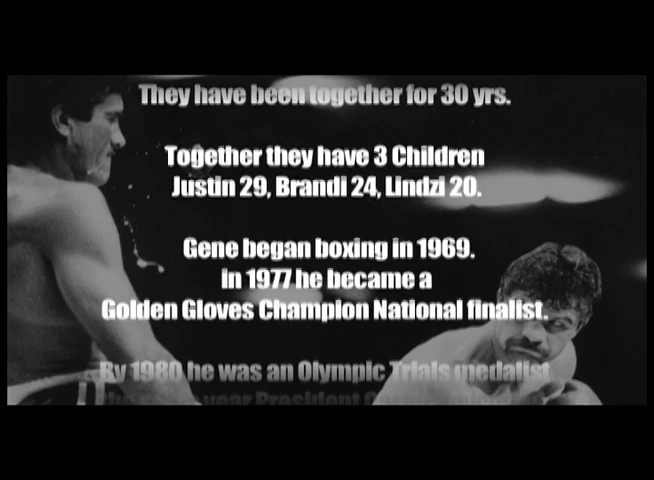 They have been together for 30 yrs.
Together they have 3 Children
Justin 29, Brandi 24, Lindzi 20.
Gene began boxing in 1969.
in 1977 he became a
Golden Gloves Champion National finalist.
By 1980 he was an Olympic Trials medalist
year President